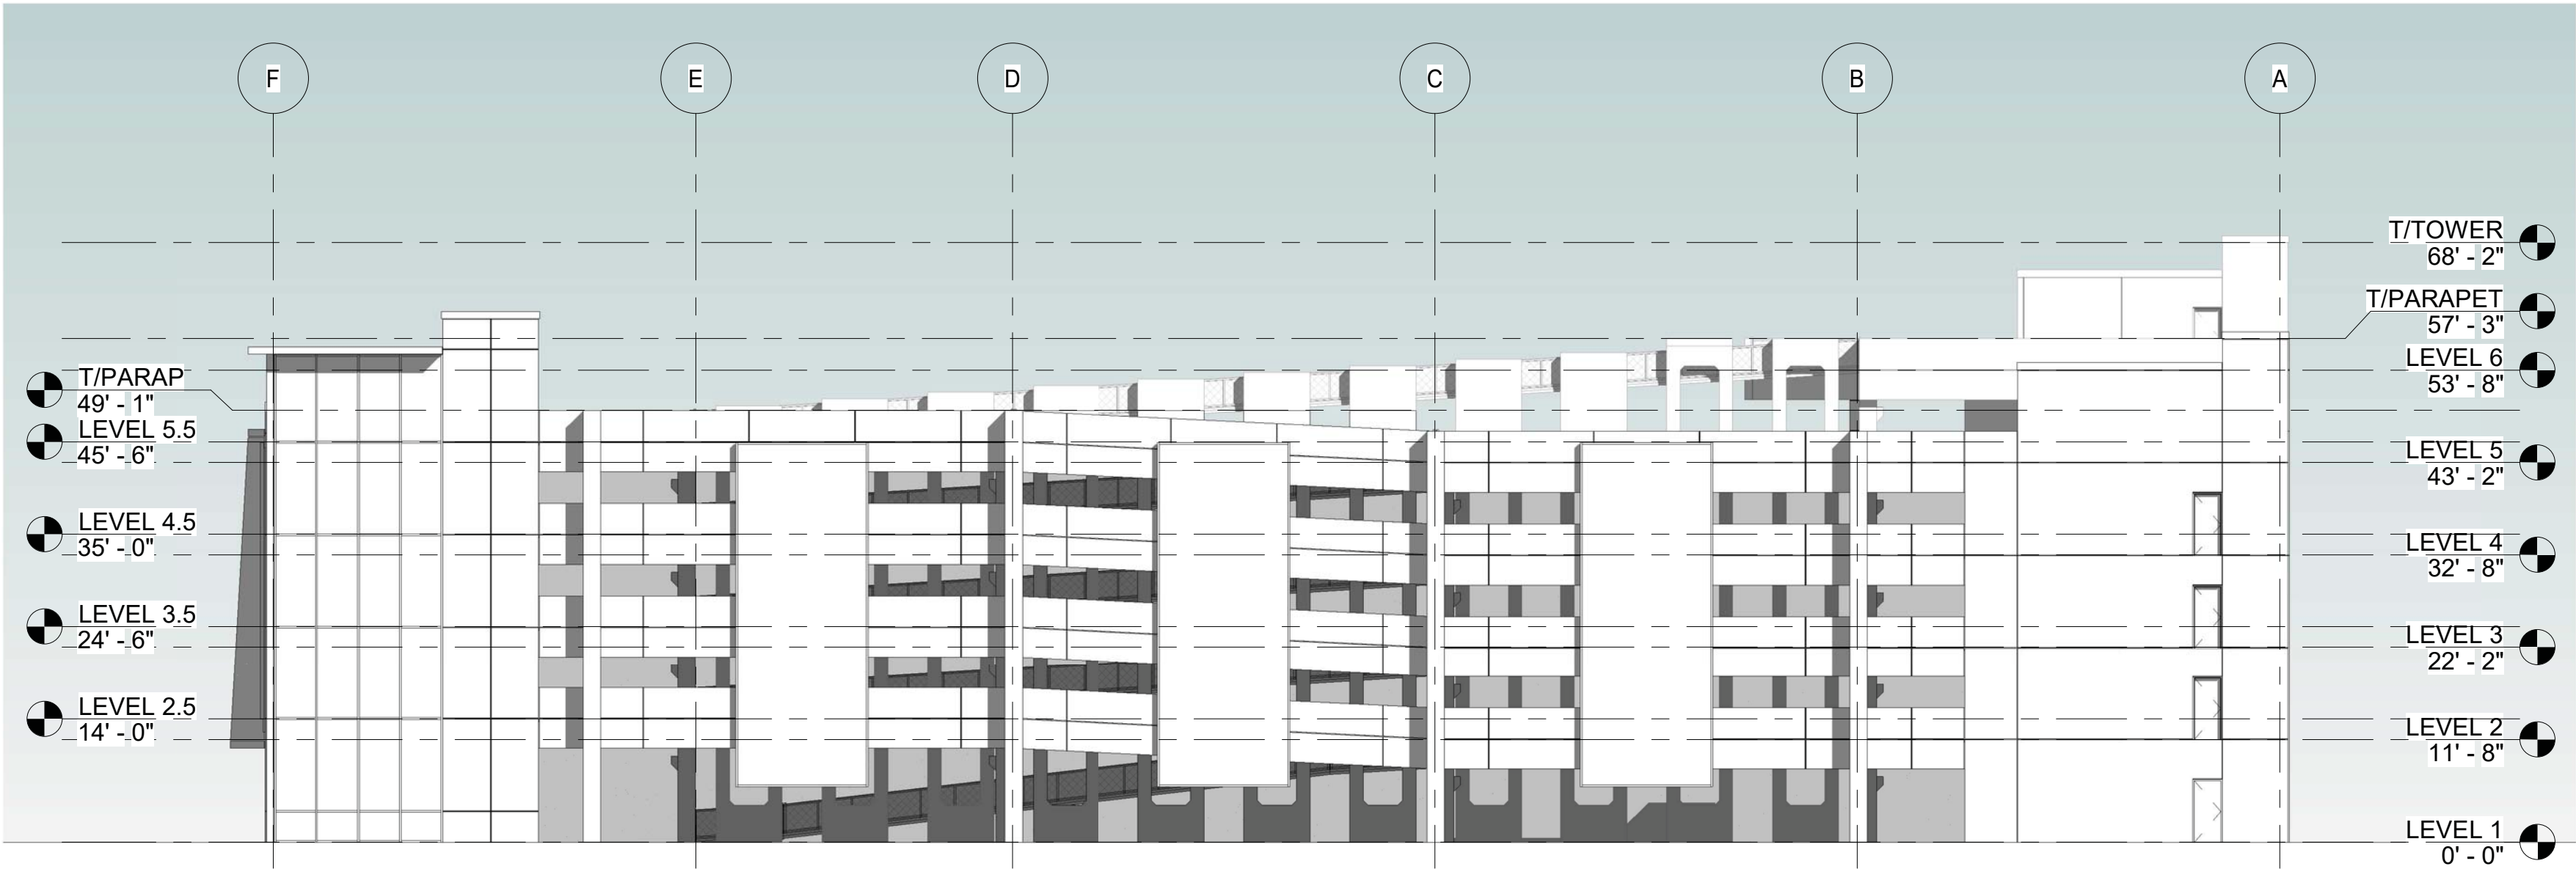 F
E
D
C
B
A
T/TOWER
68' - 2"
T/PARAPET
57' - 3"
LEVEL 6
53' - 8"
LEVEL 5
43' - 2"
LEVEL 4
32' - 8"
LEVEL 3
22' - 2"
LEVEL 2
11' - 8"
LEVEL 1
0' - 0"
T/PARAP
49' - 1"
LEVEL 5.5
45' - 6"
LEVEL 4.5
35' - 0"
LEVEL 3.5
24' - 6"
LEVEL 2.5
14' - 0"